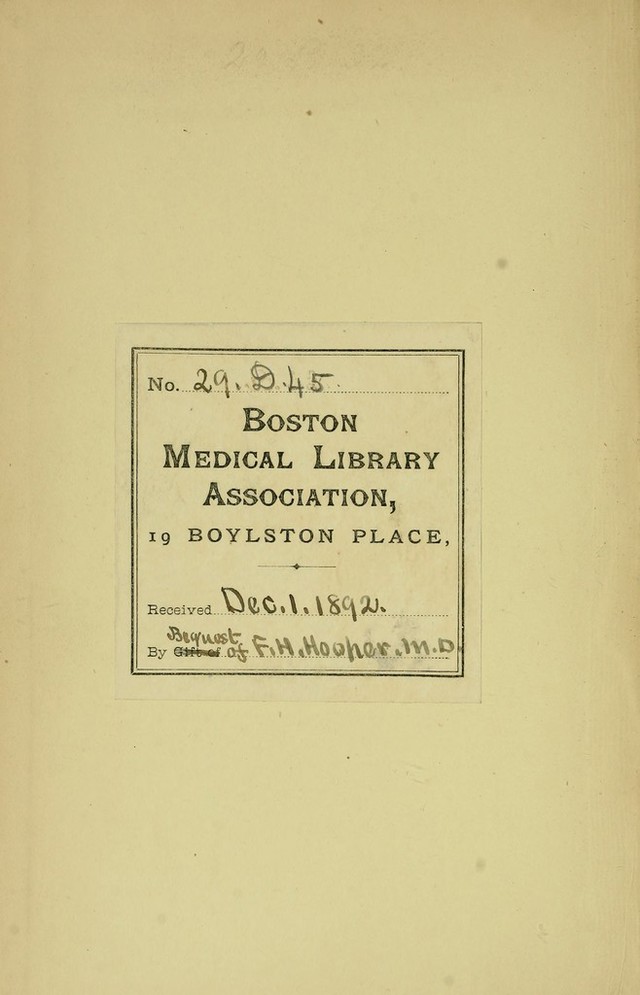 No. 29.D.45
BOSTON
MEDICAL LIBRARY
ASSOCIATION,
19 BOYLSTON PLACE,
Received Dec.1.1892.
Bequest
By Gift of of F.H.Hooper.M.D